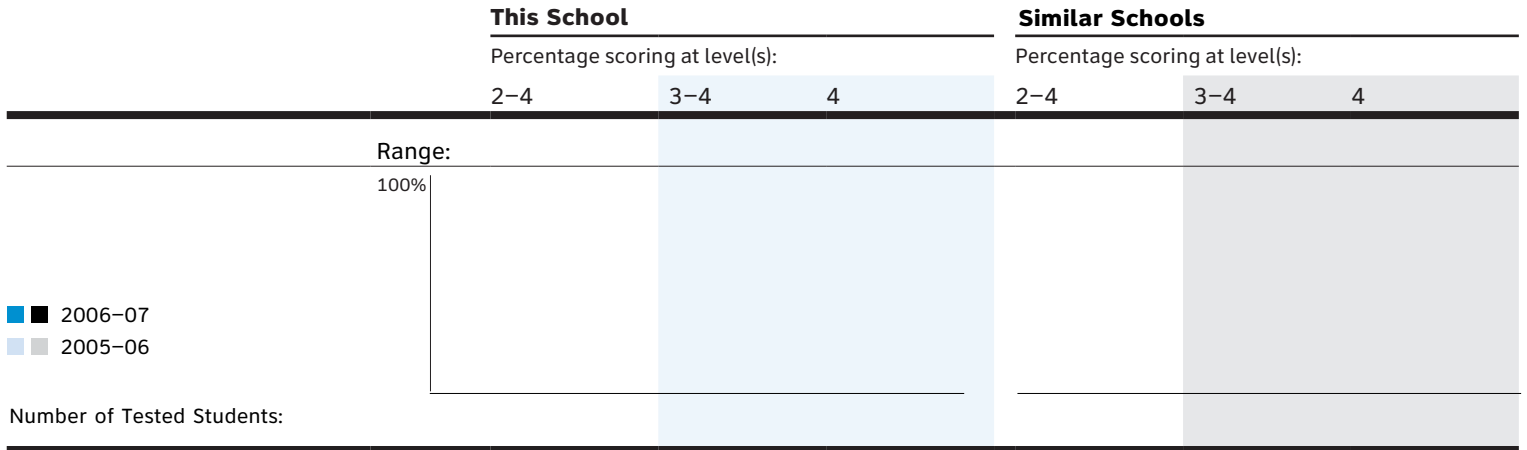 This School Similar Schools
Percentage scoring at level(s): Percentage scoring at level(s):
2–4 3–4 4 2–4 3–4 4
Range:
100%
2006–07
2005–06
Number of Tested Students: